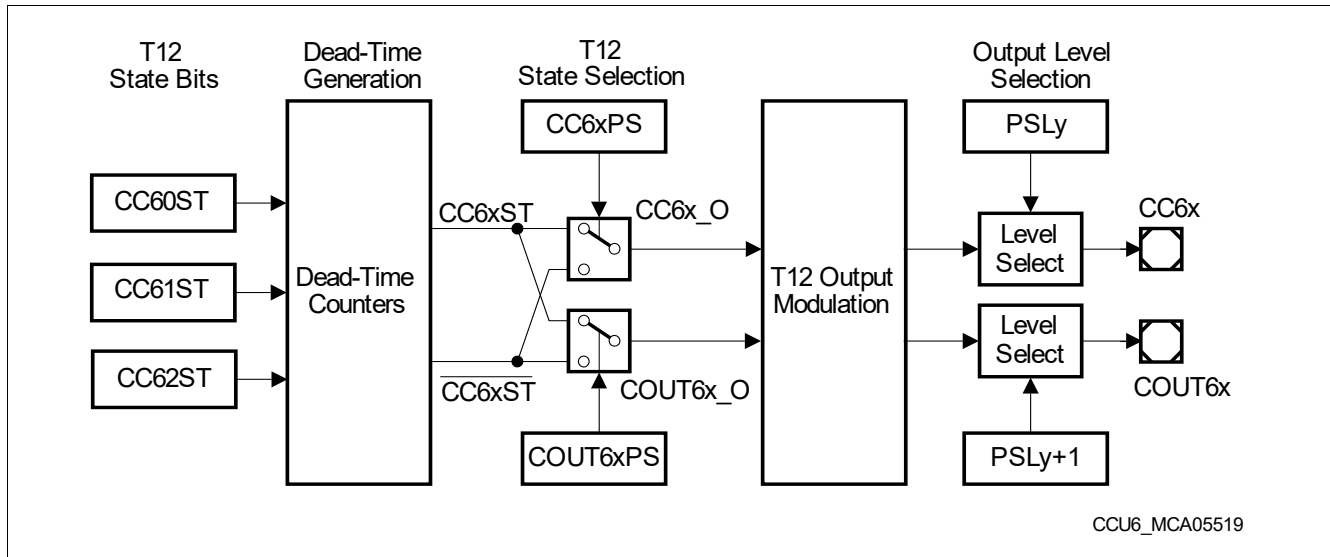 T12
State Bits
Dead-Time
Generation
T12
State Selection
Output Level
Selection
CC6xPS
PSLy
CC60ST
CC61ST
CC62ST
Dead-Time
Counters
CC6xST
CC6xST
CC6x_O
COUT6x_O
T12 Output
Modulation
Level
Select
Level
Select
CC6x
COUT6x
COUT6xPS
PSLy+1
CCU6_MCA05519